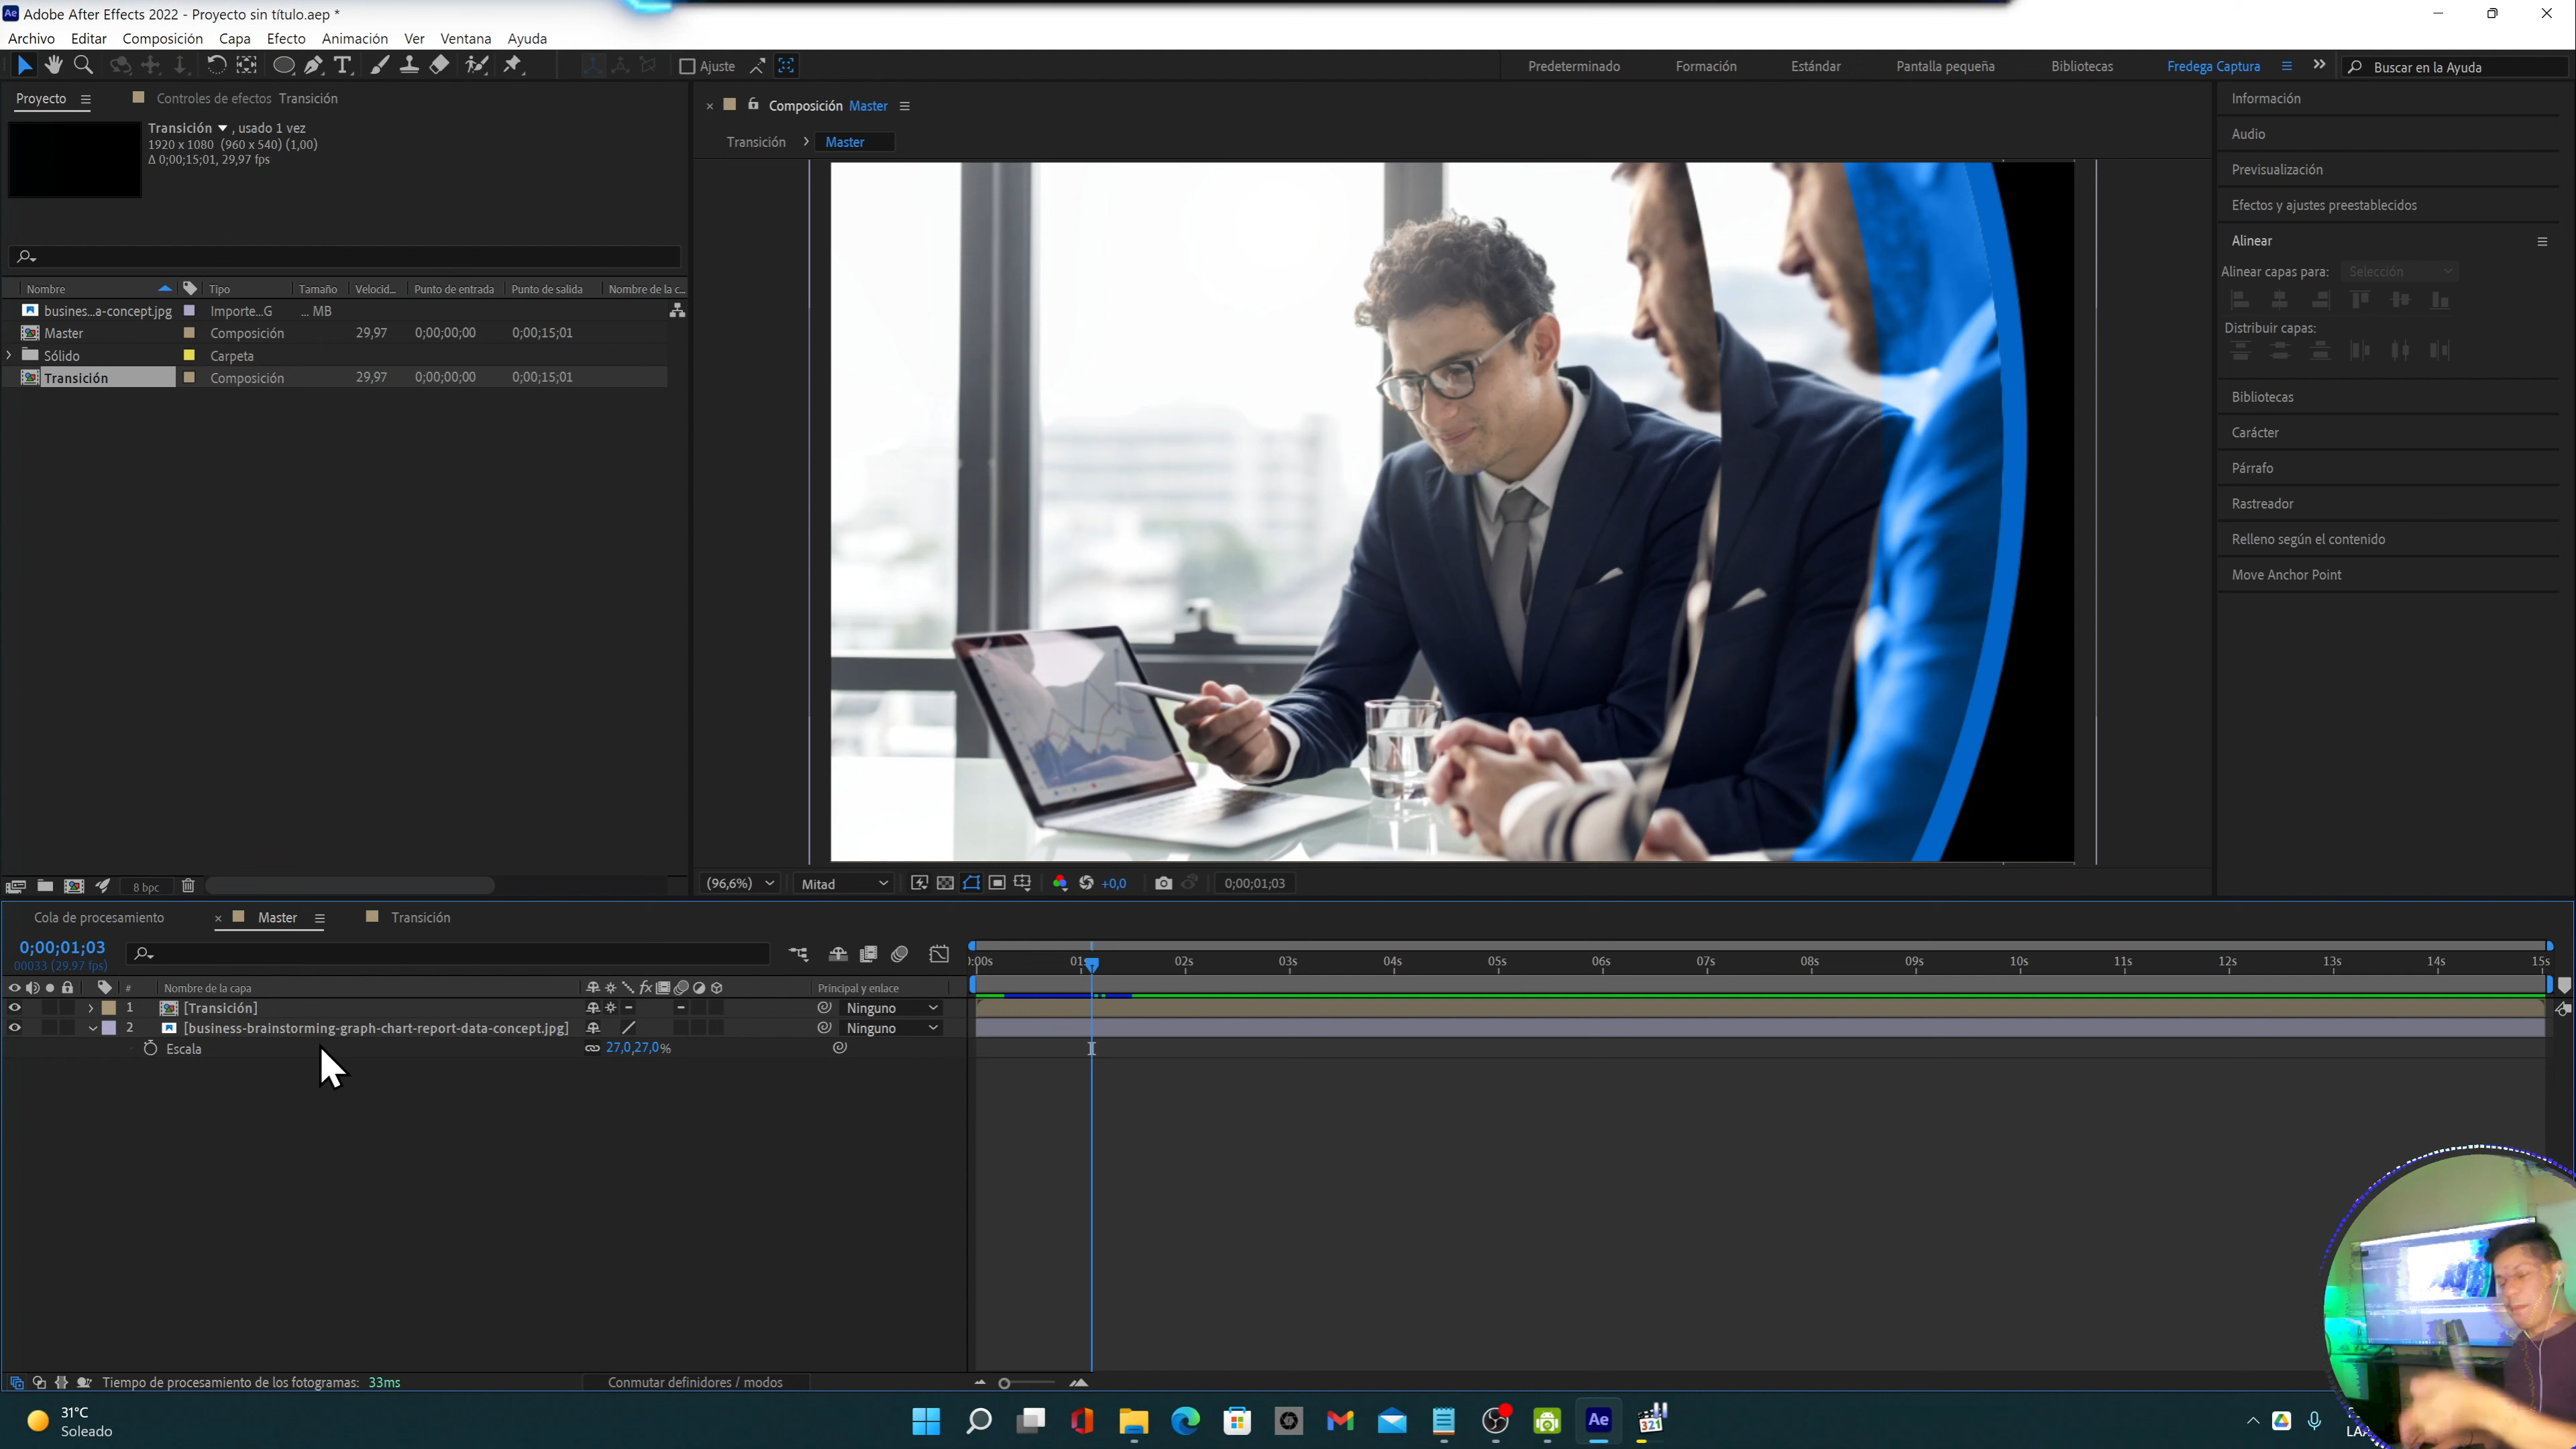 Adobe After Effects 2022 - Proyecto sin título.aep *
Archivo Editar Composición Capa Efecto Animación Ver Ventana Ayuda
Ajuste Predeterminado Formación Estándar Pantalla pequeña Bibliotecas Fredega Captura Buscar en la Ayuda
Proyecto Controles de efectos Transición
Transición , usado 1 vez
1920 x 1080 (960 x 540) (1,00)
Δ 0;00;15;01, 29,97 fps
Composición Master
Transición Master
Nombre Tipo Tamaño Velocid... Punto de entrada Punto de salida Nombre de la c...
busines...a-concept.jpg Importe...G ... MB
Master Composición 29,97 0;00;00;00 0;00;15;01
Sólido Carpeta
Transición Composición 29,97 0;00;00;00 0;00;15;01
Información
Audio
Previsualización
Efectos y ajustes preestablecidos
Alinear
Alinear capas para: Selección
Distribuir capas:
Bibliotecas
Carácter
Párrafo
Rastreador
Relleno según el contenido
Move Anchor Point
8 bpc
(96,6%) Mitad +0,0 0;00;01;03
Cola de procesamiento Master Transición
0;00;01;03
00033 (29.97 fps)
):00s 01s 02s 03s 04s 05s 06s 07s 08s 09s 10s 11s 12s 13s 14s 15s
# Nombre de la capa Principal y enlace
1 [Transición] Ninguno
2 [business-brainstorming-graph-chart-report-data-concept.jpg] Ninguno
Escala 27,0,27,0%
Tiempo de procesamiento de los fotogramas: 33ms Conmutar definidores / modos
31°C
Soleado
Ae
321